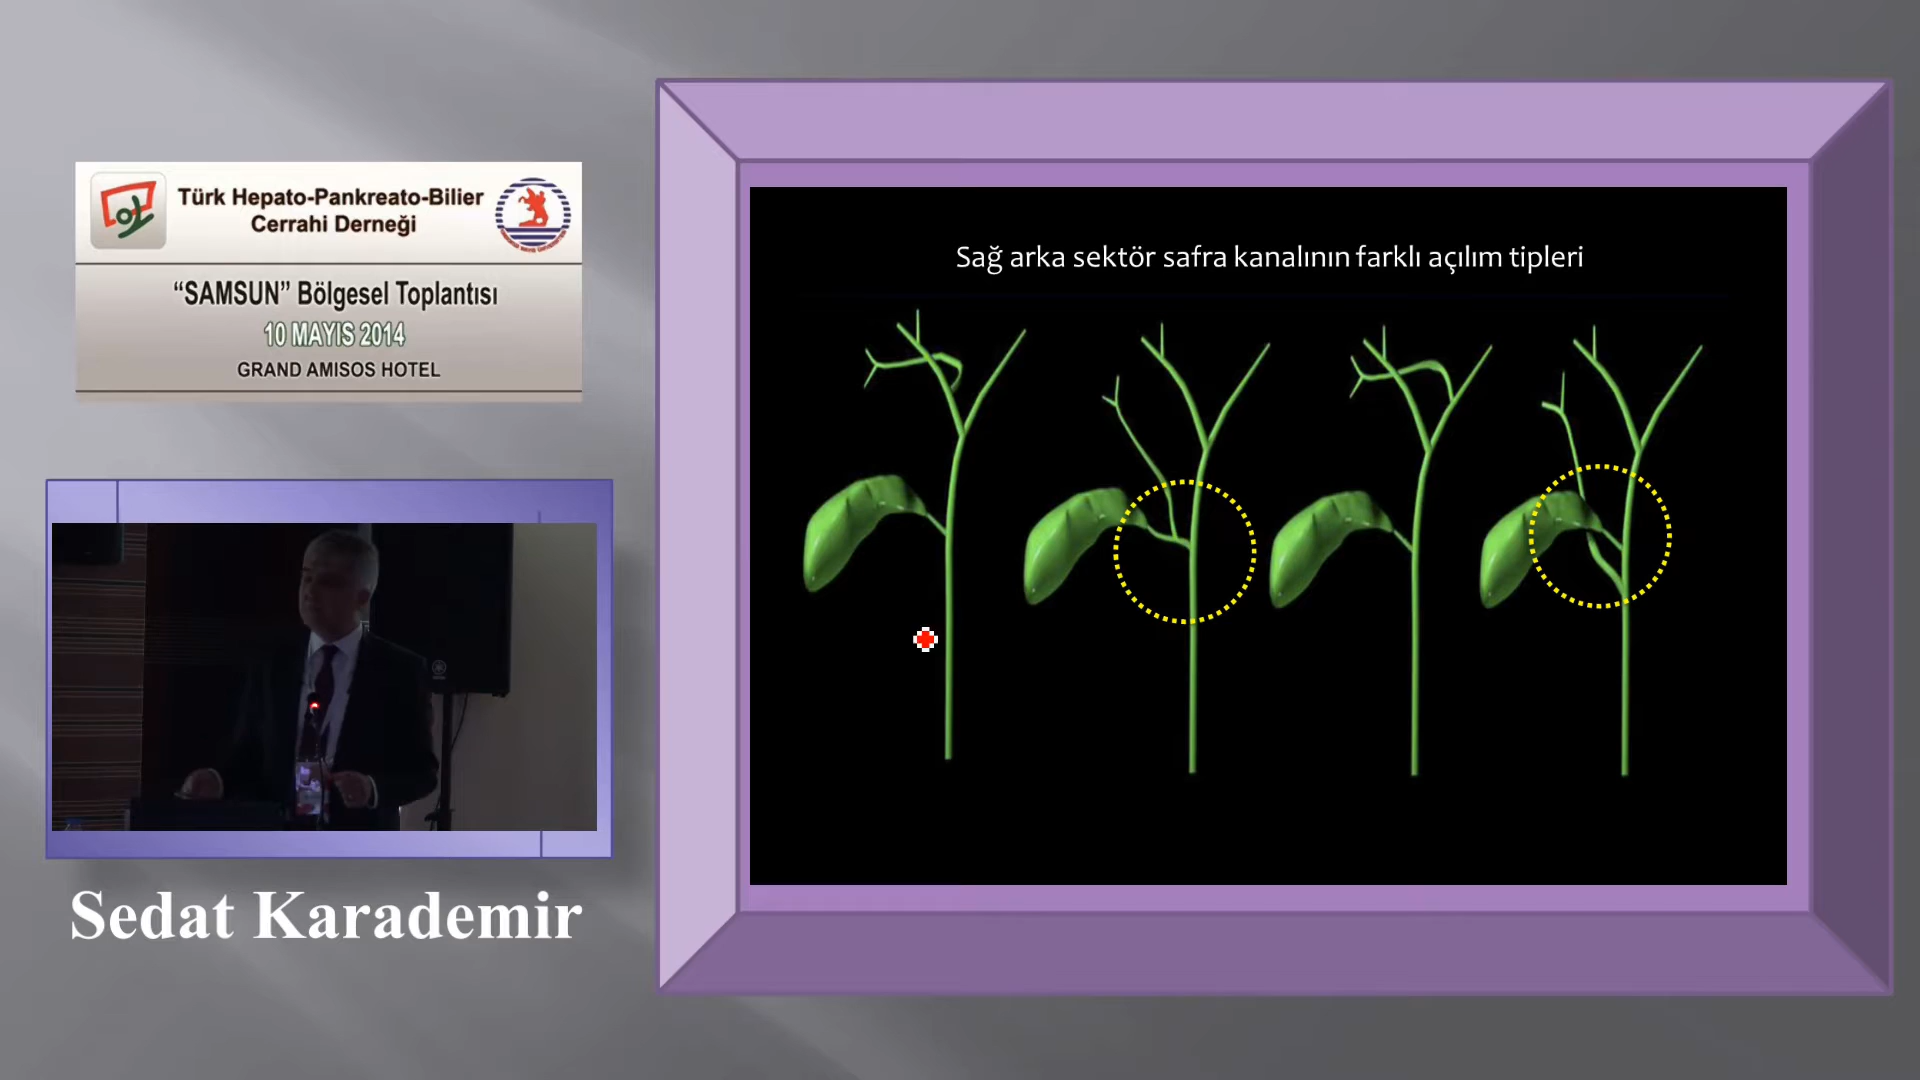 Türk Hepato-Pankreato-Bilier
Cerrahi Derneği
“SAMSUN” Bölgesel Toplantısı
10 MAYIS 2014
GRAND AMISOS HOTEL
Sedat Karademir
Sağ arka sektör safra kanalının farklı açılım tipleri